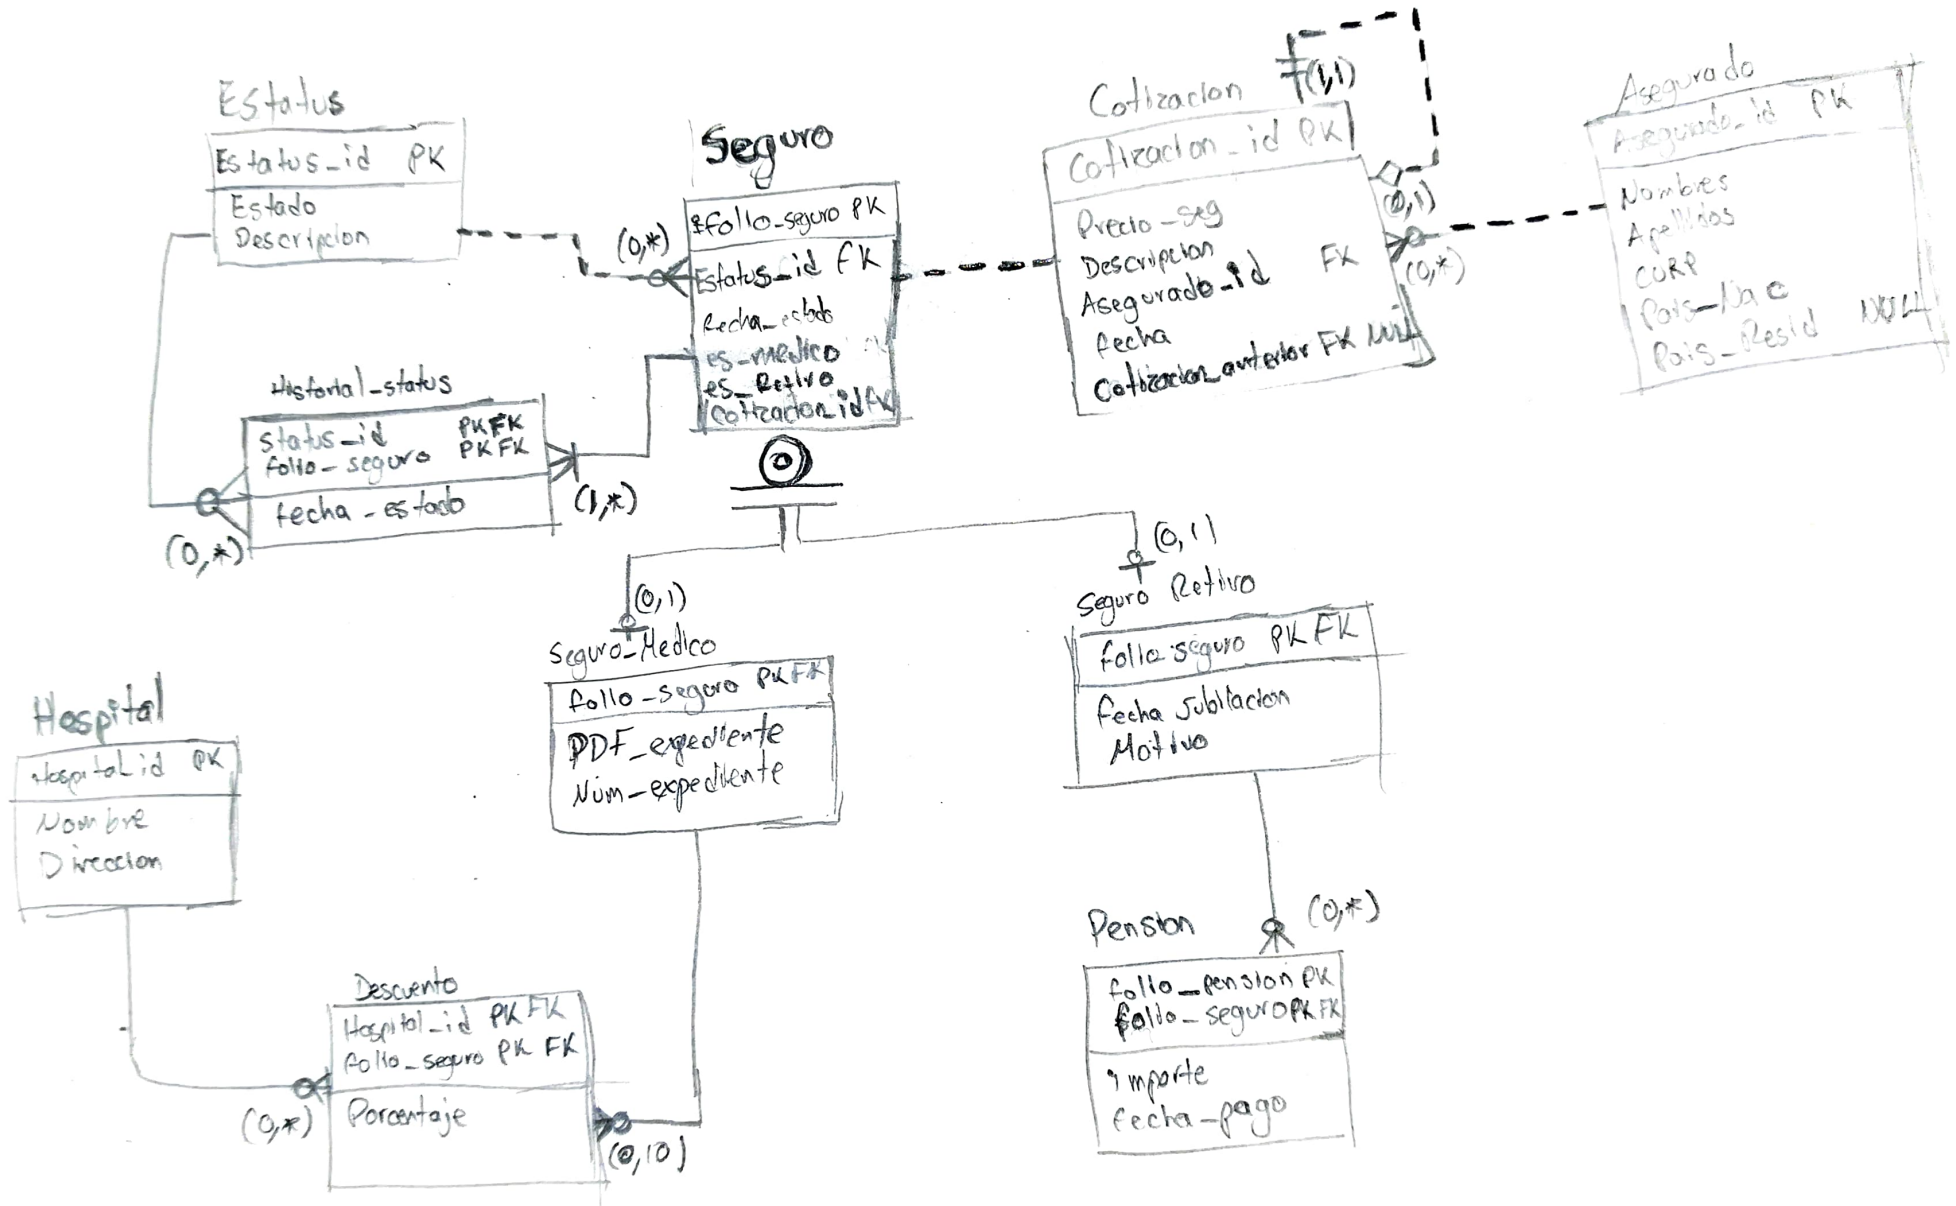 Estatus
Estatus_id PK
Estado
Descripcion
(0,*)
Seguro
folio_seguro PK
Estatus_id FK
Fecha_estado
es_medico
es_Retiro
Cotizacion_id FK
Cotizacion
(1,1)
Cotizacion_id PK
Precio_seg
Descripcion
Asegurado_id FK
fecha
Cotizacion_anterior FK NULL
(0,1)
(0,*)
Asegurado
Asegurado_id PK
Nombres
Apellidos
CURP
Pais_Nac
Pais_Resid NULL
Historial_status
status_id PK FK
folio_seguro PK FK
fecha_estado
(0,*)
(1,*)
(0,1)
Seguro_Medico
folio_seguro PK FK
PDF_expediente
Num_expediente
(0,1)
Seguro Retiro
folio seguro PK FK
fecha Jubilacion
Motivo
Hospital
Hospital id PK
Nombre
Direccion
Descuento
Hospital_id PK FK
folio_seguro PK FK
Porcentaje
(0,*)
(0,10)
Pension
(0,*)
folio_pension PK
folio_seguro PK FK
importe
fecha_pago